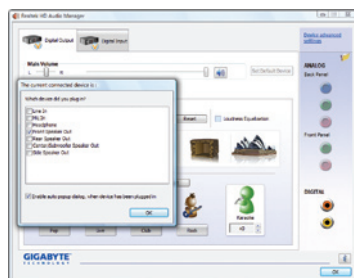 Realtek HD Audio Manager
Digital Output
Digital Input
Device advanced
settings
Main Volume
L
R
Set Default Device
ANALOG
Back Panel
The current connected device is :
Which device did you plug in?
Line In
Mic In
Headphone
Front Speaker Out
Rear Speaker Out
Center/Subwoofer Speaker Out
Side Speaker Out
Reset
Loudness Equalization
Front Panel
Enable auto popup dialog, when device has been plugged in
OK
DIGITAL
Karaoke
+0
Pop
Live
Club
Rock
GIGABYTE
TECHNOLOGY
OK